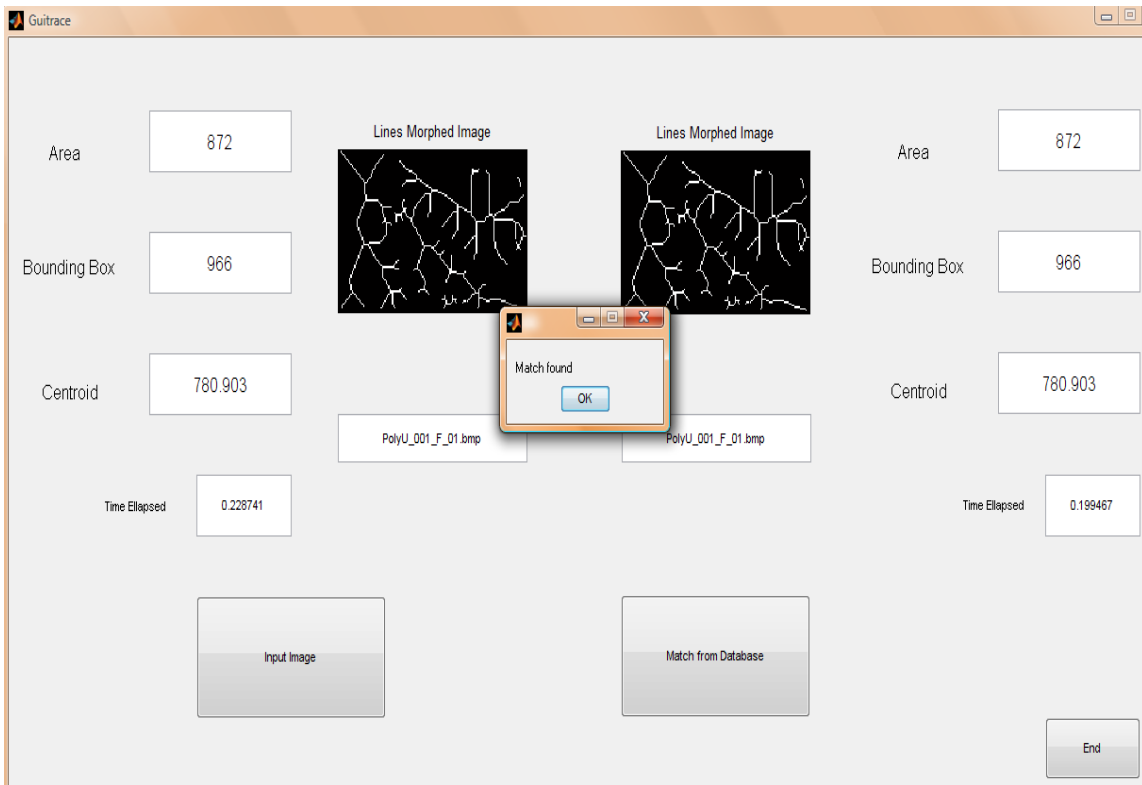 Guitrace
Lines Morphed Image
Lines Morphed Image
Area
872
Area
872
Bounding Box
966
Bounding Box
966
Match found
OK
Centroid
780.903
Centroid
780.903
PolyU_001_F_01.bmp
PolyU_001_F_01.bmp
Time Ellapsed
0.228741
Time Ellapsed
0.199467
Input Image
Match from Database
End